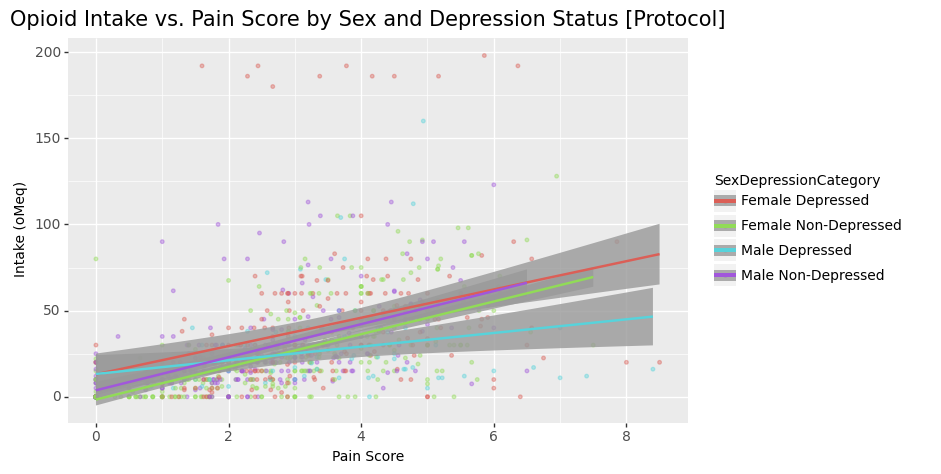 Opioid Intake vs. Pain Score by Sex and Depression Status [Protocol]
200
150
100
50
0
Intake (oMeq)
0 2 4 6 8
Pain Score
SexDepressionCategory
Female Depressed
Female Non-Depressed
Male Depressed
Male Non-Depressed